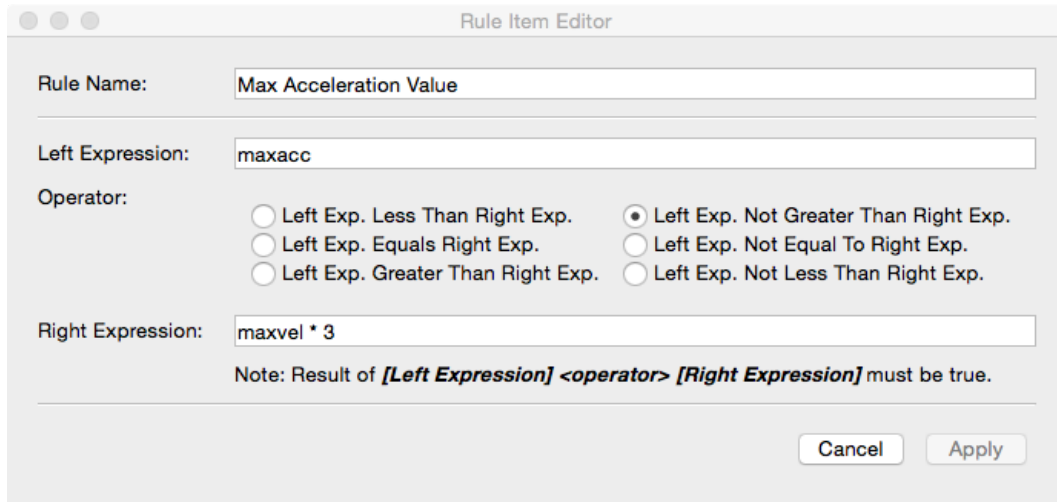 Rule Item Editor
Rule Name: Max Acceleration Value
Left Expression: maxacc
Operator:
Left Exp. Less Than Right Exp. Left Exp. Not Greater Than Right Exp.
Left Exp. Equals Right Exp. Left Exp. Not Equal To Right Exp.
Left Exp. Greater Than Right Exp. Left Exp. Not Less Than Right Exp.
Right Expression: maxvel * 3
Note: Result of [Left Expression] <operator> [Right Expression] must be true.
Cancel Apply